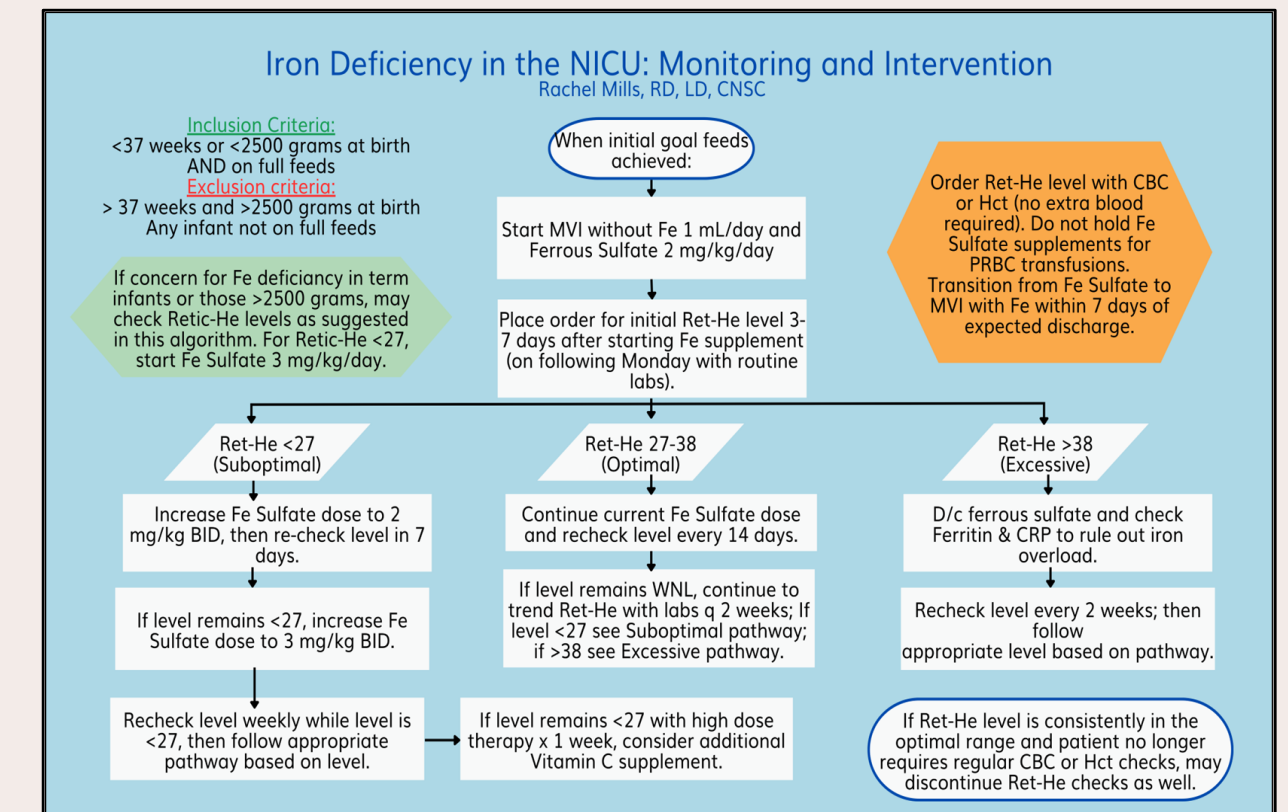 Iron Deficiency in the NICU: Monitoring and Intervention
Rachel Mills, RD, LD, CNSC
Inclusion Criteria:
<37 weeks or <2500 grams at birth
AND on full feeds
Exclusion criteria:
> 37 weeks and >2500 grams at birth
Any infant not on full feeds
If concern for Fe deficiancy in term
infants or those >2500 grams, may
check Retic-He levels as suggested
in this algorithm. For Retic-He <27,
start Fe Sulfate 3 mg/kg/day.
When initial goal feeds
achieved:
Start MVI without Fe 1 mL/day and
Ferrous Sulfate 2 mg/kg/day
Place order for initial Ret-He level 3-
7 days after starting Fe supplement
(on following Monday with routine
labs).
Order Ret-He level with CBC
or Hct (no extra blood
required). Do not hold Fe
Sulfate supplements for
PRBC transfusions.
Transition from Fe Sulfate to
MVI with Fe within 7 days of
expected discharge.
Ret-He <27
(Suboptimal)
Increase Fe Sulfate dose to 2
mg/kg BID, then re-check level in 7
days.
If level remains <27, increase Fe
Sulfate dose to 3 mg/kg BID.
Recheck level weekly while level is
<27, then follow appropriate
pathway based on level.
If level remains <27 with high dose
therapy x 1 week, consider additional
Vitamin C supplement.
Ret-He 27-38
(Optimal)
Continue current Fe Sulfate dose
and recheck level every 14 days.
If level remains WNL, continue to
trend Ret-He with labs q 2 weeks; If
level <27 see Suboptimal pathway;
if >38 see Excessive pathway.
Ret-He >38
(Excessive)
D/c ferrous sulfate and check
Ferritin & CRP to rule out iron
overload.
Recheck level every 2 weeks; then
follow
appropriate level based on pathway.
If Ret-He level is consistently in the
optimal range and patient no longer
requires regular CBC or Hct checks, may
discontinue Ret-He checks as well.